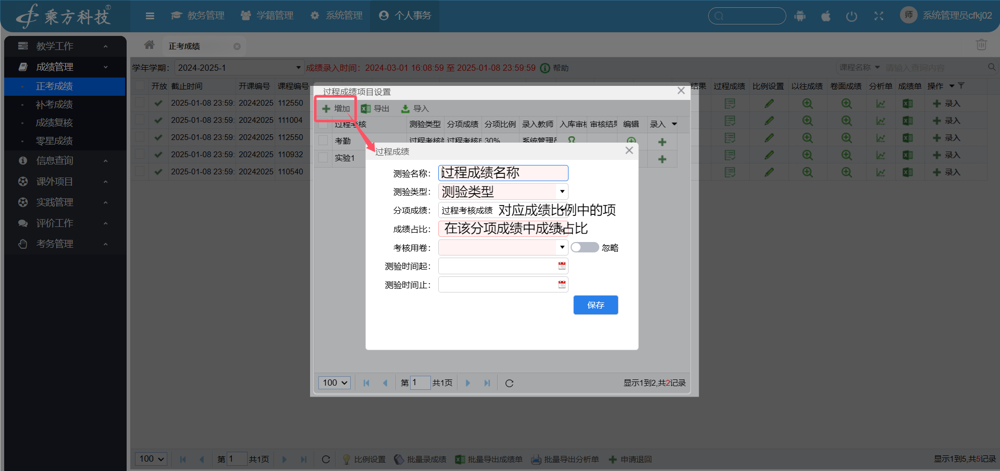 乘方科技
教务管理
学籍管理
系统管理
个人事务
师
系统管理员cfkj02
教学工作
成绩管理
正考成绩
补考成绩
成绩复核
零星成绩
信息查询
课外项目
实践管理
评价工作
考务管理
正考成绩
学年学期: 2024-2025-1 成绩录入时间: 2024-03-01 16:08:59 至 2025-01-08 23:59:59 帮助
课程名称 请输入查询内容
开放 截止时间 开课编号 课程编号 结果 过程成绩 比例设置 以往成绩 卷面成绩 分析单 成绩单 操作
2025-01-08 23:59: 20242025 112550 录入
2025-01-08 23:59: 20242025 111004 录入
2025-01-08 23:59: 20242025 112550 录入
2025-01-08 23:59: 20242025 110932 录入
2025-01-08 23:59: 20242025 110540 录入
过程成绩项目设置
增加 导出 导入
过程考核 测验类型 分项成绩 分项比例 录入教师 入库审核 审核结果 编辑 录入
考勤 过程考核 过程考核 30% 系统管理员
实验1
过程成绩
测验名称: 过程成绩名称
测验类型: 测验类型
分项成绩: 过程考核成绩 对应成绩比例中的项
成绩占比: 在该分项成绩中成绩占比 %
考核用卷: 忽略
测验时间起:
测验时间止:
保存
100 第 1 共1页 显示1到2,共2记录
100 第 1 共1页 比例设置 批量录成绩 批量导出成绩单 批量导出分析单 申请退回 显示1到5,共5记录